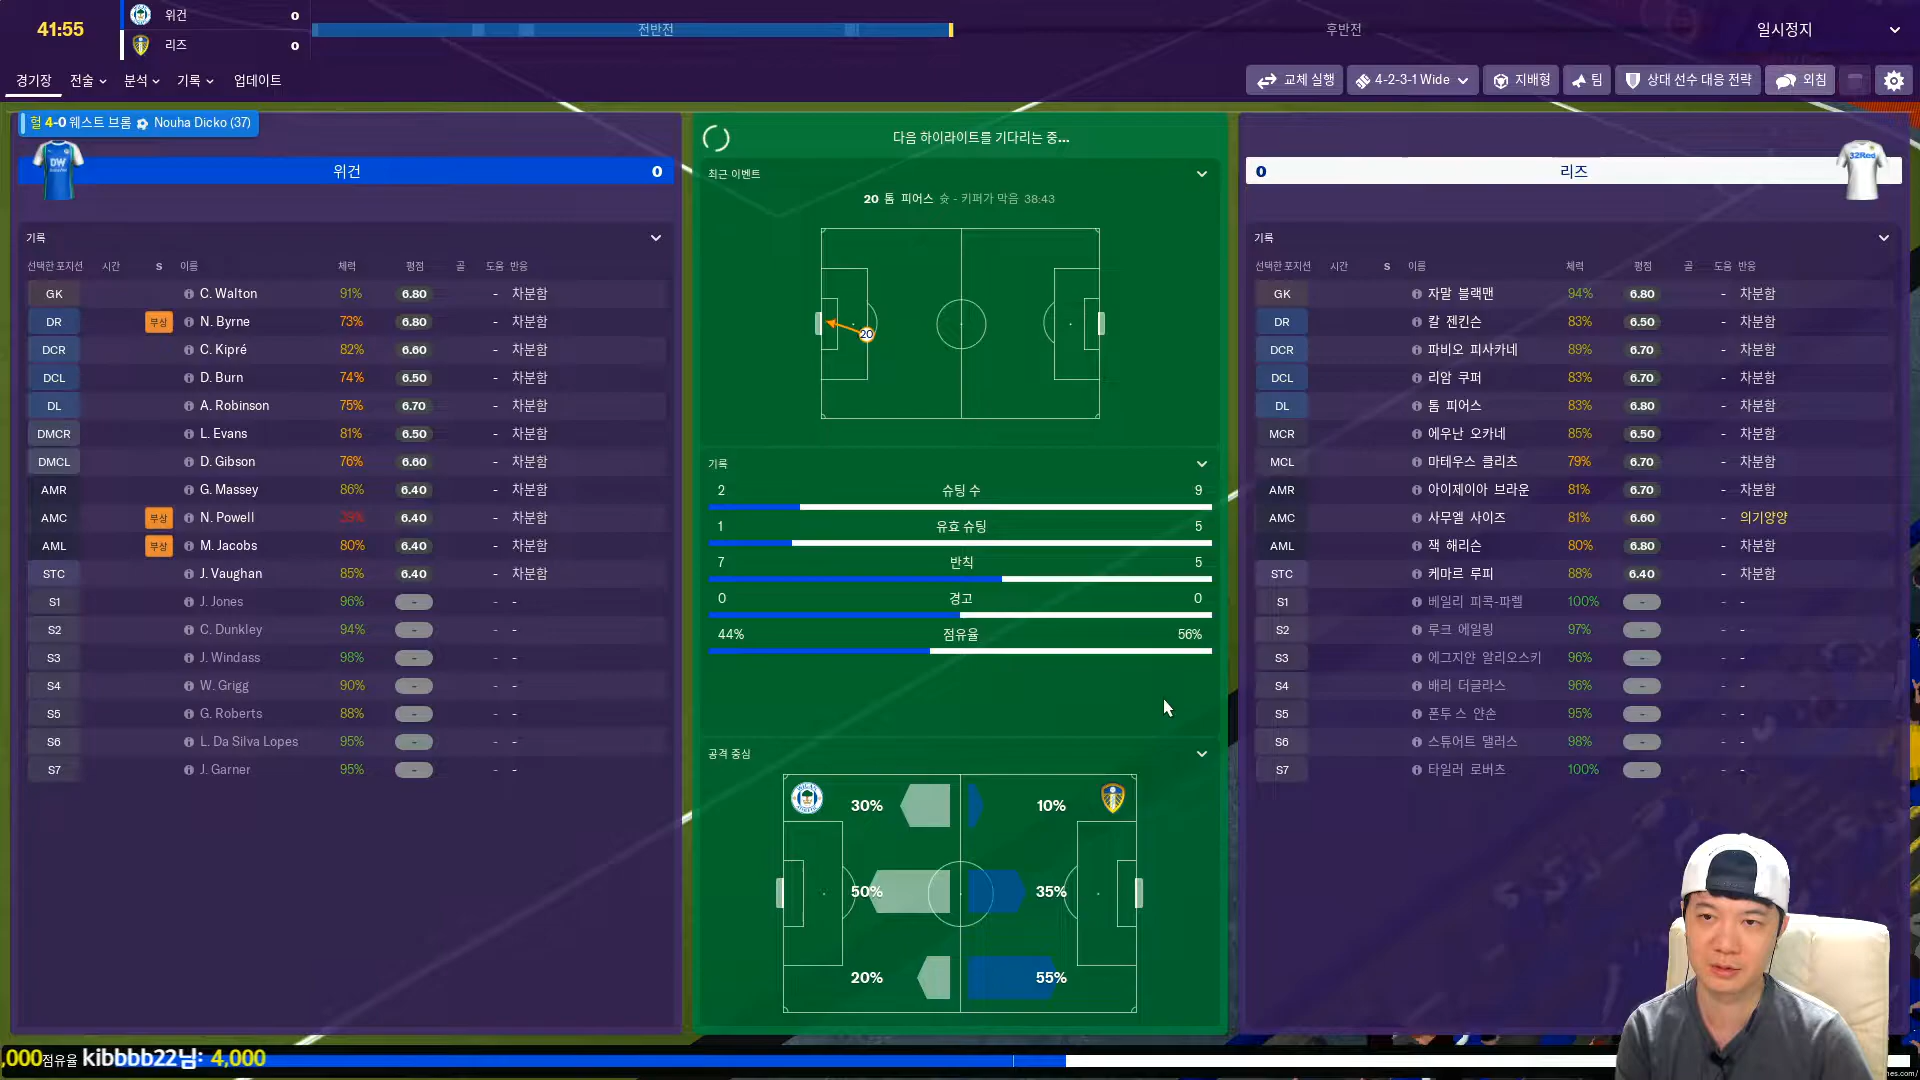 41:55
위건 0
리즈 0
전반전
후반전
일시정지
경기장 전술 분석 기록 업데이트
교체 실행 4-2-3-1 Wide 지배형 팀 상대 선수 대응 전략 외침
헐 4-0 웨스트 브롬 Nouha Dicko (37)
DW
위건 0
기록
선택한 포지션 시간 S 이름 체력 평점 골 도움 반응
GK C. Walton 91% 6.80 - 차분함
DR 부상 N. Byrne 73% 6.80 - 차분함
DCR C. Kipré 82% 6.60 - 차분함
DCL D. Burn 74% 6.50 - 차분함
DL A. Robinson 75% 6.70 - 차분함
DMCR L. Evans 81% 6.50 - 차분함
DMCL D. Gibson 76% 6.60 - 차분함
AMR G. Massey 86% 6.40 - 차분함
AMC 부상 N. Powell 39% 6.40 - 차분함
AML 부상 M. Jacobs 80% 6.40 - 차분함
STC J. Vaughan 85% 6.40 - 차분함
S1 J. Jones 96% - - -
S2 C. Dunkley 94% - - -
S3 J. Windass 98% - - -
S4 W. Grigg 90% - - -
S5 G. Roberts 88% - - -
S6 L. Da Silva Lopes 95% - - -
S7 J. Garner 95% - - -
다음 하이라이트를 기다리는 중...
최근 이벤트
20 톰 피어스 슛 - 키퍼가 막음 38:43
20
기록
2 슈팅 수 9
1 유효 슈팅 5
7 반칙 5
0 경고 0
44% 점유율 56%
공격 중심
30% 10%
50% 35%
20% 55%
0 리즈
32Red
기록
선택한 포지션 시간 S 이름 체력 평점 골 도움 반응
GK 자말 블랙맨 94% 6.80 - 차분함
DR 칼 젠킨슨 83% 6.50 - 차분함
DCR 파비오 피사카네 89% 6.70 - 차분함
DCL 리암 쿠퍼 83% 6.70 - 차분함
DL 톰 피어스 83% 6.80 - 차분함
MCR 에우난 오카네 85% 6.50 - 차분함
MCL 마테우스 클리츠 79% 6.70 - 차분함
AMR 아이제이아 브라운 81% 6.70 - 차분함
AMC 사무엘 사이즈 81% 6.60 - 의기양양
AML 잭 해리슨 80% 6.80 - 차분함
STC 케마르 루피 88% 6.40 - 차분함
S1 베일리 피콕-파렐 100% - - -
S2 루크 에일링 97% - - -
S3 에그지얀 알리오스키 96% - - -
S4 배리 더글라스 96% - - -
S5 폰투스 얀손 95% - - -
S6 스튜어트 댈러스 98% - - -
S7 타일러 로버츠 100% - - -
,000 점유율 kibbbb22님: 4,000